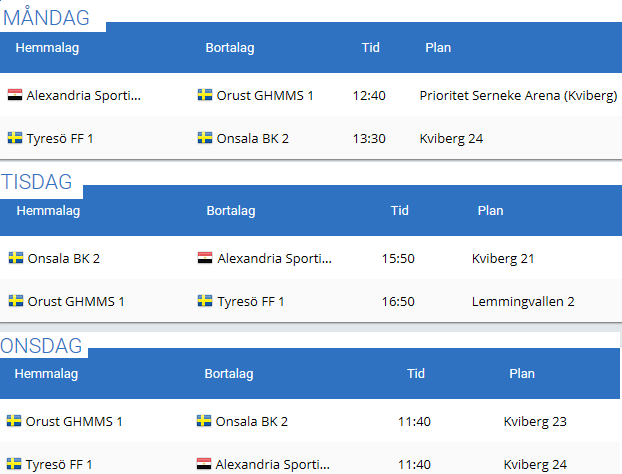 MÅNDAG
Hemmalag Bortalag Tid Plan
Alexandria Sporti... Orust GHMMS 1 12:40 Prioritet Serneke Arena (Kviberg)
Tyresö FF 1 Onsala BK 2 13:30 Kviberg 24
TISDAG
Hemmalag Bortalag Tid Plan
Onsala BK 2 Alexandria Sporti... 15:50 Kviberg 21
Orust GHMMS 1 Tyresö FF 1 16:50 Lemmingvallen 2
ONSDAG
Hemmalag Bortalag Tid Plan
Orust GHMMS 1 Onsala BK 2 11:40 Kviberg 23
Tyresö FF 1 Alexandria Sporti... 11:40 Kviberg 24